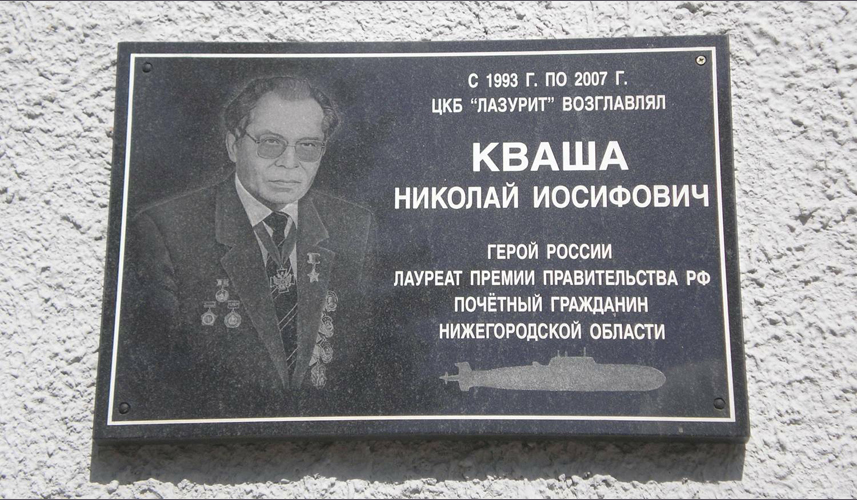 С 1993 Г. ПО 2007 Г.
ЦКБ "ЛАЗУРИТ" ВОЗГЛАВЛЯЛ
КВАША
НИКОЛАЙ ИОСИФОВИЧ
ГЕРОЙ РОССИИ
ЛАУРЕАТ ПРЕМИИ ПРАВИТЕЛЬСТВА РФ
ПОЧЁТНЫЙ ГРАЖДАНИН
НИЖЕГОРОДСКОЙ ОБЛАСТИ